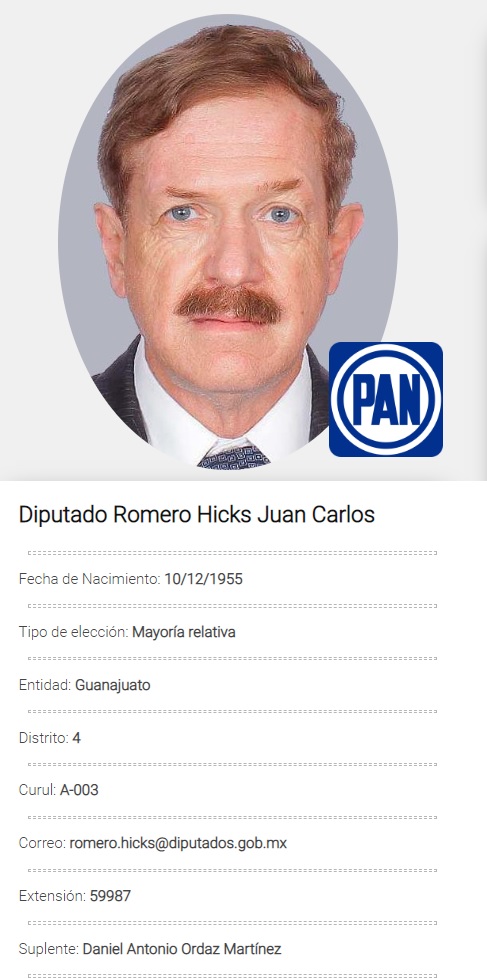 PAN
Diputado Romero Hicks Juan Carlos
Fecha de Nacimiento: 10/12/1955
Tipo de elección: Mayoría relativa
Entidad: Guanajuato
Distrito: 4
Curul: A-003
Correo: romero.hicks@diputados.gob.mx
Extensión: 59987
Suplente: Daniel Antonio Ordaz Martínez